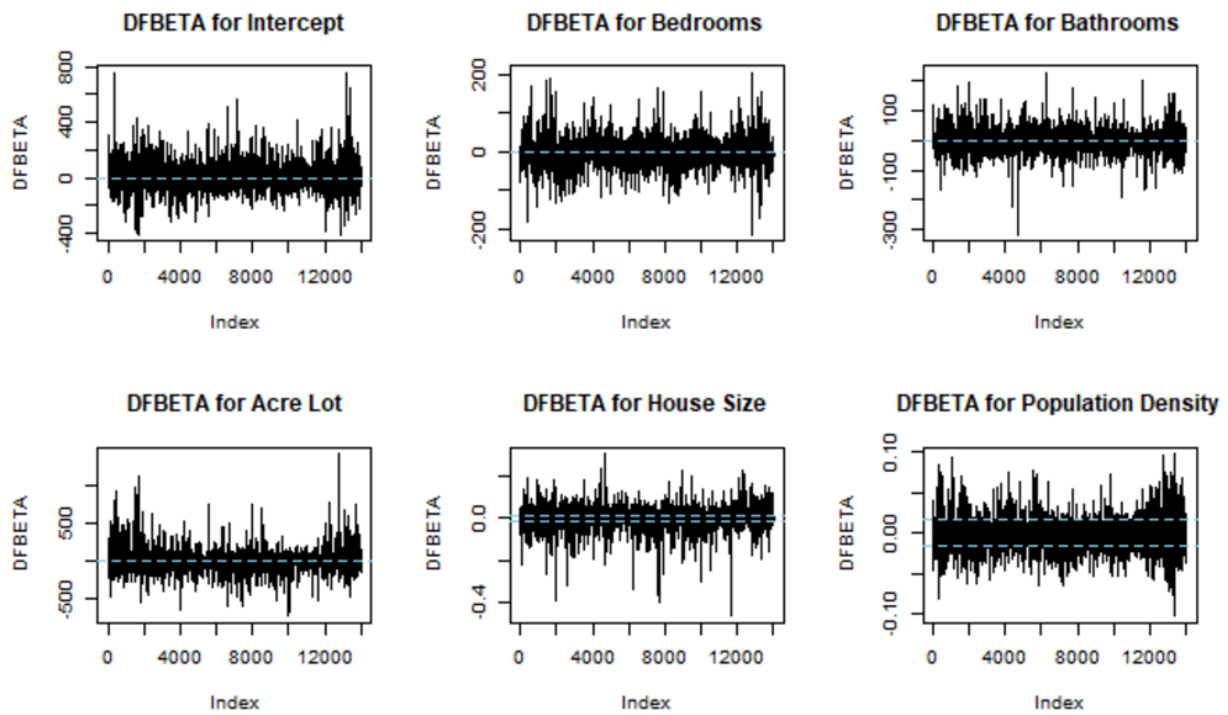 DFBETA for Intercept
DFBETA
800
400
0
-400
0 4000 8000 12000
Index
DFBETA for Bedrooms
DFBETA
200
0
-200
0 4000 8000 12000
Index
DFBETA for Bathrooms
DFBETA
100
-100
-300
0 4000 8000 12000
Index
DFBETA for Acre Lot
DFBETA
500
-500
0 4000 8000 12000
Index
DFBETA for House Size
DFBETA
0.0
-0.4
0 4000 8000 12000
Index
DFBETA for Population Density
DFBETA
0.10
0.00
-0.10
0 4000 8000 12000
Index